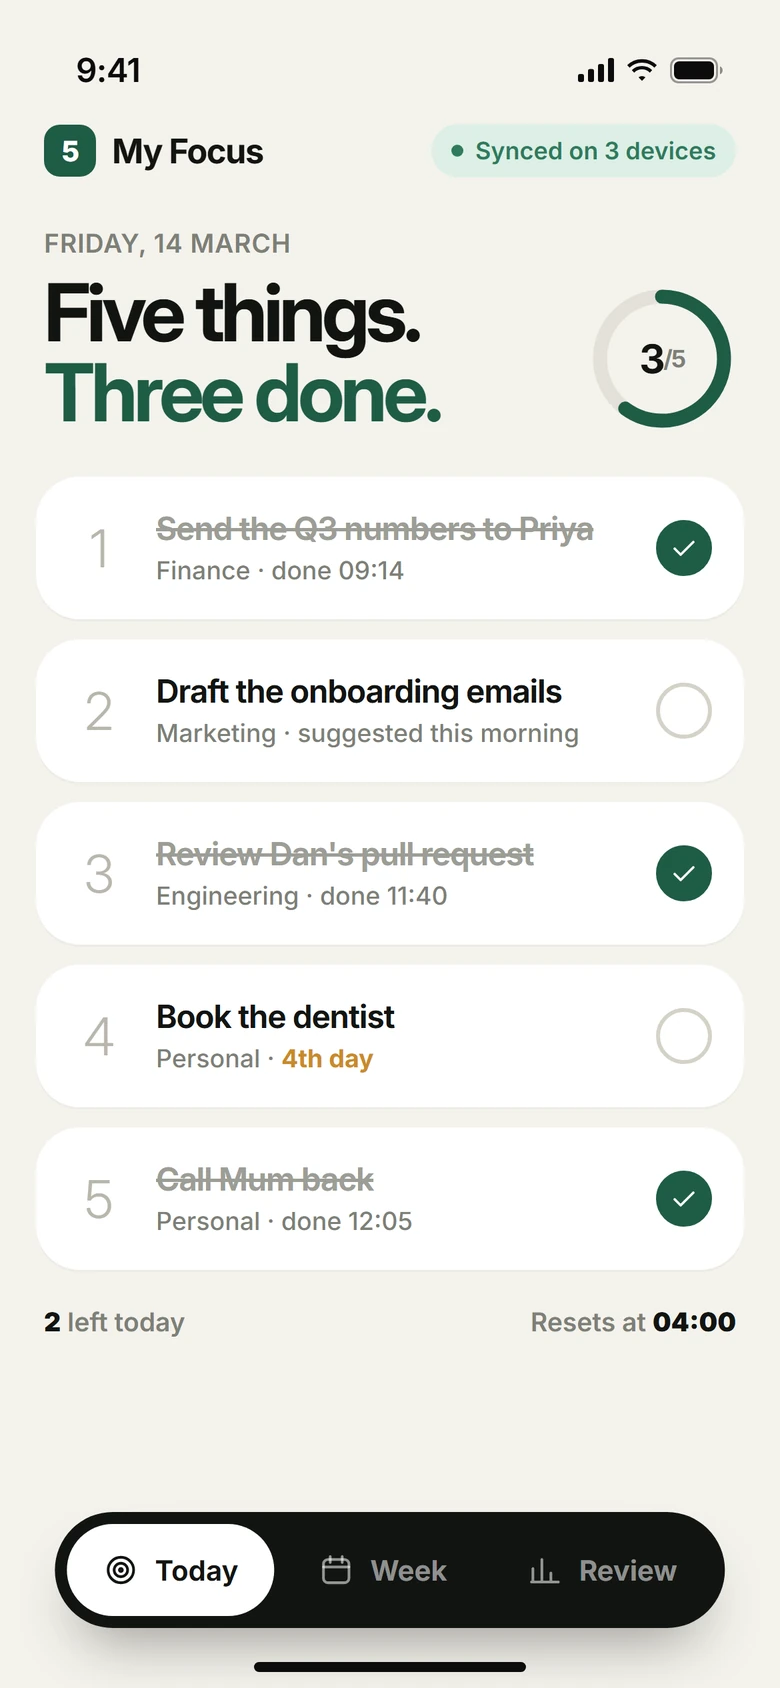 9:41
5 My Focus
Synced on 3 devices
FRIDAY, 14 MARCH
Five things.
Three done.
3/5
1
Send the Q3 numbers to Priya
Finance · done 09:14
2
Draft the onboarding emails
Marketing · suggested this morning
3
Review Dan's pull request
Engineering · done 11:40
4
Book the dentist
Personal · 4th day
5
Call Mum back
Personal · done 12:05
2 left today
Resets at 04:00
Today
Week
Review